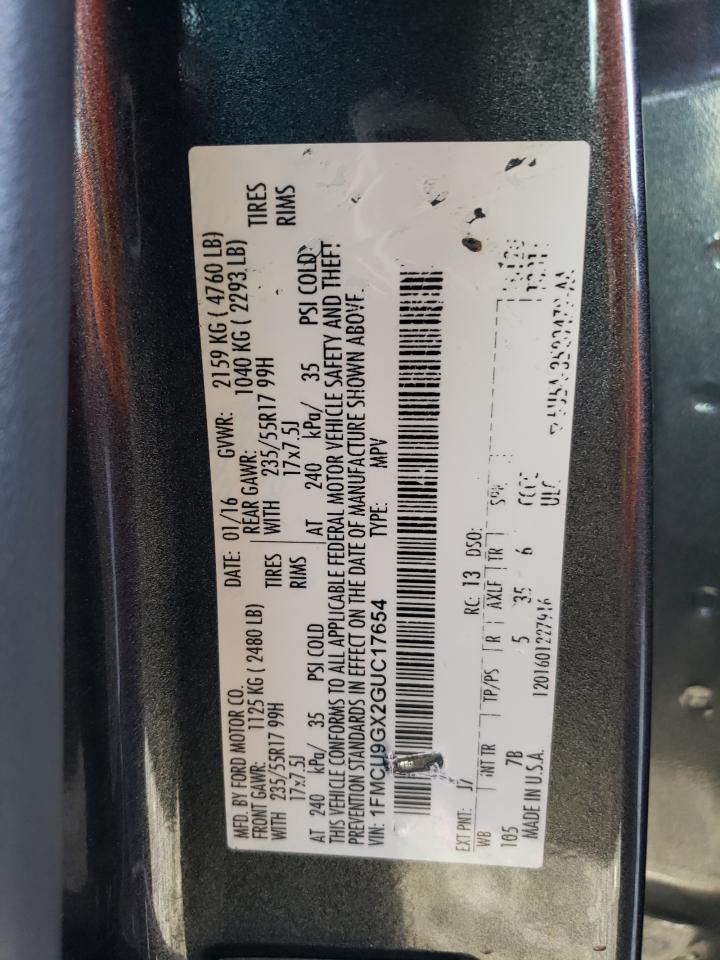 MFD. BY FORD MOTOR CO.
DATE: 01/16 GVWR: 2159 KG ( 4760 LB)
FRONT GAWR: 1125 KG ( 2480 LB)
REAR GAWR: 1040 KG ( 2293 LB)
WITH 235/55R17 99H TIRES
WITH 235/55R17 99H TIRES
17x7.5J RIMS
17x7.5J RIMS
AT 240 kPa/ 35 PSI COLD
AT 240 kPa/ 35 PSI COLD
THIS VEHICLE CONFORMS TO ALL APPLICABLE FEDERAL MOTOR VEHICLE SAFETY AND THEFT
PREVENTION STANDARDS IN EFFECT ON THE DATE OF MANUFACTURE SHOWN ABOVE.
VIN: 1FMCU9GX2GUC17654 TYPE: MPV
EXT PNT: J7 RC: 13 DSO:
WB INT TR TP/PS R AXLE TR SPR
105 7B 5 35 6
MADE IN U.S.A.